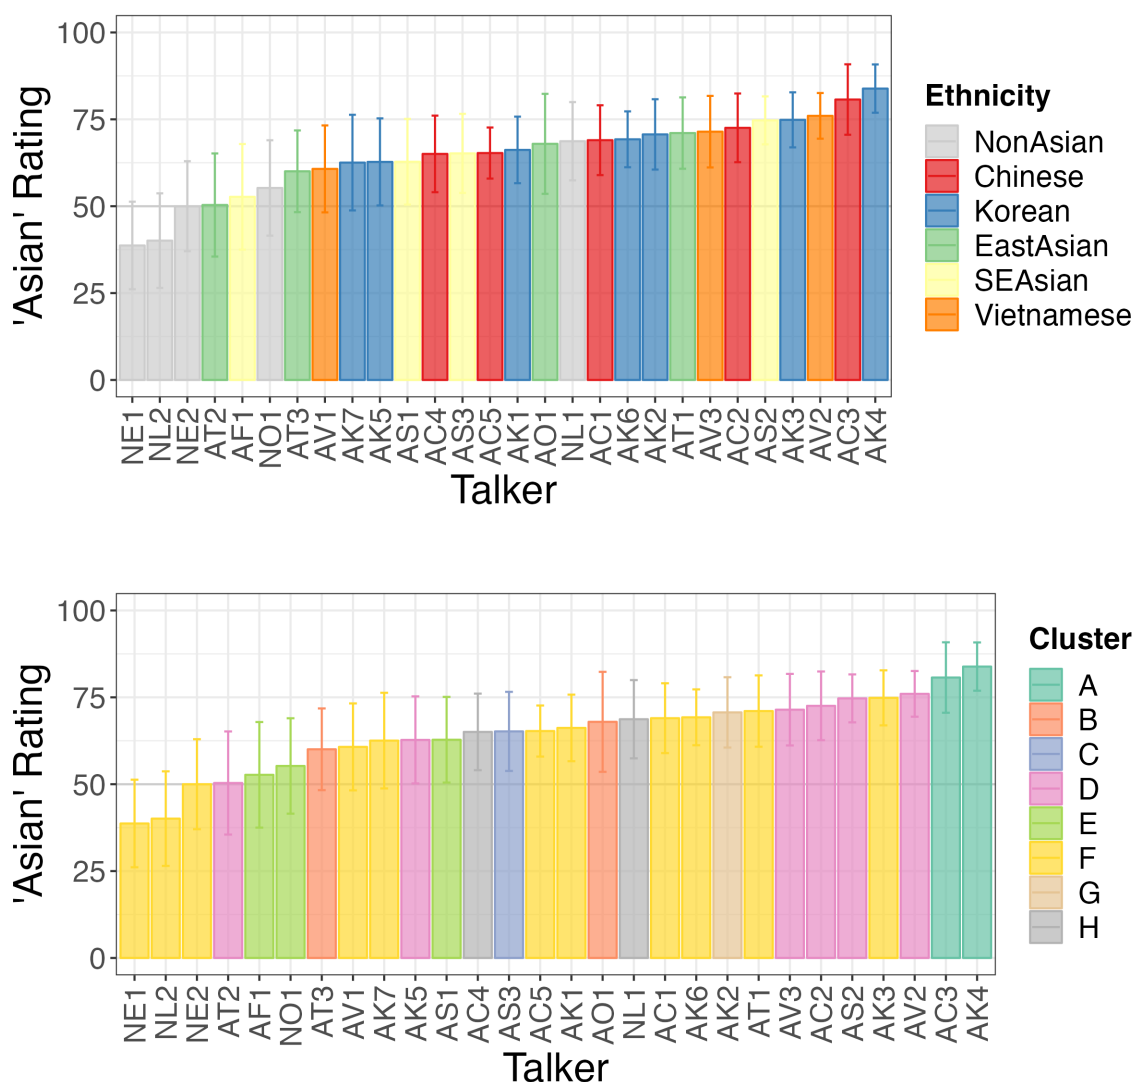 100
75
50
25
0
'Asian' Rating
NE1 NL2 NE2 AT2 AF1 NO1 AT3 AV1 AK7 AK5 AS1 AC4 AS3 AC5 AK1 AO1 NL1 AC1 AK6 AK2 AT1 AV3 AC2 AS2 AK3 AV2 AC3 AK4
Talker
Ethnicity
NonAsian
Chinese
Korean
EastAsian
SEAsian
Vietnamese
100
75
50
25
0
'Asian' Rating
NE1 NL2 NE2 AT2 AF1 NO1 AT3 AV1 AK7 AK5 AS1 AC4 AS3 AC5 AK1 AO1 NL1 AC1 AK6 AK2 AT1 AV3 AC2 AS2 AK3 AV2 AC3 AK4
Talker
Cluster
A
B
C
D
E
F
G
H